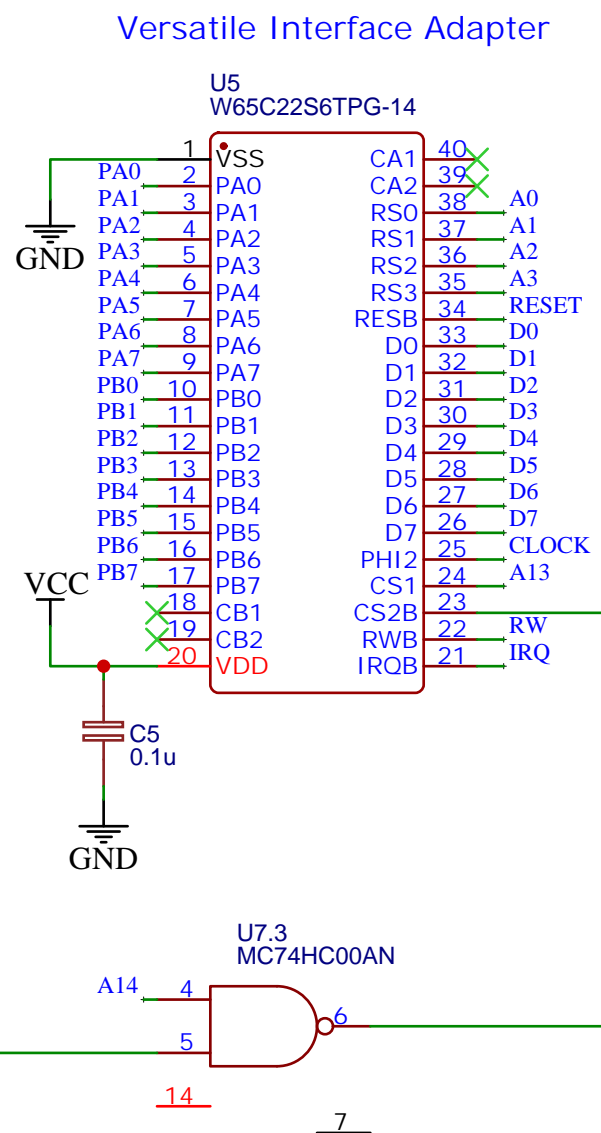 Versatile Interface Adapter
U5
W65C22S6TPG-14
1 VSS CA1 40
PA0 2 PA0 CA2 39
PA1 3 PA1 RS0 38 A0
PA2 4 PA2 RS1 37 A1
PA3 5 PA3 RS2 36 A2
PA4 6 PA4 RS3 35 A3
PA5 7 PA5 RESB 34 RESET
PA6 8 PA6 D0 33 D0
PA7 9 PA7 D1 32 D1
PB0 10 PB0 D2 31 D2
PB1 11 PB1 D3 30 D3
PB2 12 PB2 D4 29 D4
PB3 13 PB3 D5 28 D5
PB4 14 PB4 D6 27 D6
PB5 15 PB5 D7 26 D7
PB6 16 PB6 PHI2 25 CLOCK
PB7 17 PB7 CS1 24 A13
18 CB1 CS2B 23
19 CB2 RWB 22 RW
20 VDD IRQB 21 IRQ
GND
VCC
C5
0.1u
GND
U7.3
MC74HC00AN
A14 4
6
5
14
7